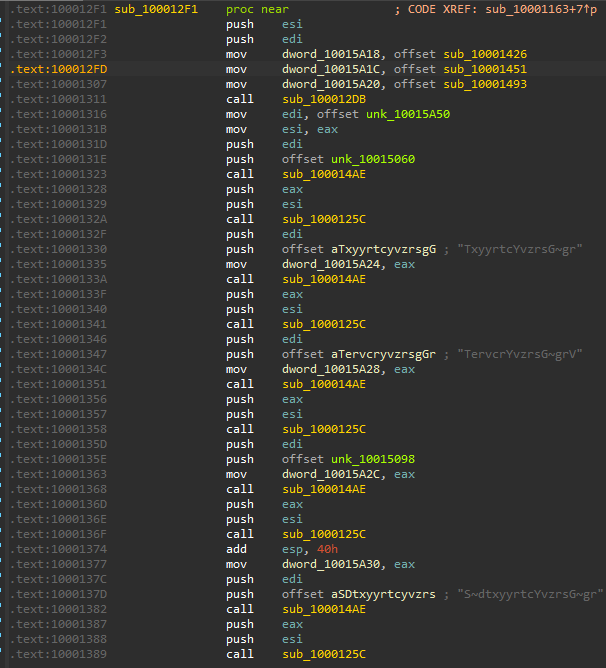 .text:100012F1 sub_100012F1 proc near ; CODE XREF: sub_10001163+7↑p
.text:100012F1 push esi
.text:100012F2 push edi
.text:100012F3 mov dword_10015A18, offset sub_10001426
.text:100012FD mov dword_10015A1C, offset sub_10001451
.text:10001307 mov dword_10015A20, offset sub_10001493
.text:10001311 call sub_100012DB
.text:10001316 mov edi, offset unk_10015A50
.text:1000131B mov esi, eax
.text:1000131D push edi
.text:1000131E push offset unk_10015060
.text:10001323 call sub_100014AE
.text:10001328 push eax
.text:10001329 push esi
.text:1000132A call sub_1000125C
.text:1000132F push edi
.text:10001330 push offset aTxyyrtcyvzrsgG ; "TxyyrtcYvzrsG~gr"
.text:10001335 mov dword_10015A24, eax
.text:1000133A call sub_100014AE
.text:1000133F push eax
.text:10001340 push esi
.text:10001341 call sub_1000125C
.text:10001346 push edi
.text:10001347 push offset aTervcryvzrsgGr ; "TervcrYvzrsG~grV"
.text:1000134C mov dword_10015A28, eax
.text:10001351 call sub_100014AE
.text:10001356 push eax
.text:10001357 push esi
.text:10001358 call sub_1000125C
.text:1000135D push edi
.text:1000135E push offset unk_10015098
.text:10001363 mov dword_10015A2C, eax
.text:10001368 call sub_100014AE
.text:1000136D push eax
.text:1000136E push esi
.text:1000136F call sub_1000125C
.text:10001374 add esp, 40h
.text:10001377 mov dword_10015A30, eax
.text:1000137C push edi
.text:1000137D push offset aSDtxyyrtcyvzrs ; "S~dtxyyrtcYvzrsG~gr"
.text:10001382 call sub_100014AE
.text:10001387 push eax
.text:10001388 push esi
.text:10001389 call sub_1000125C